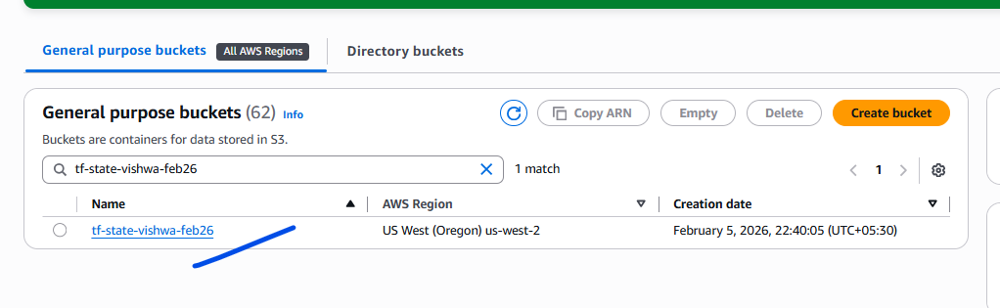 General purpose buckets All AWS Regions Directory buckets
General purpose buckets (62) Info
Copy ARN Empty Delete Create bucket
Buckets are containers for data stored in S3.
tf-state-vishwa-feb26 1 match 1
Name AWS Region Creation date
tf-state-vishwa-feb26 US West (Oregon) us-west-2 February 5, 2026, 22:40:05 (UTC+05:30)